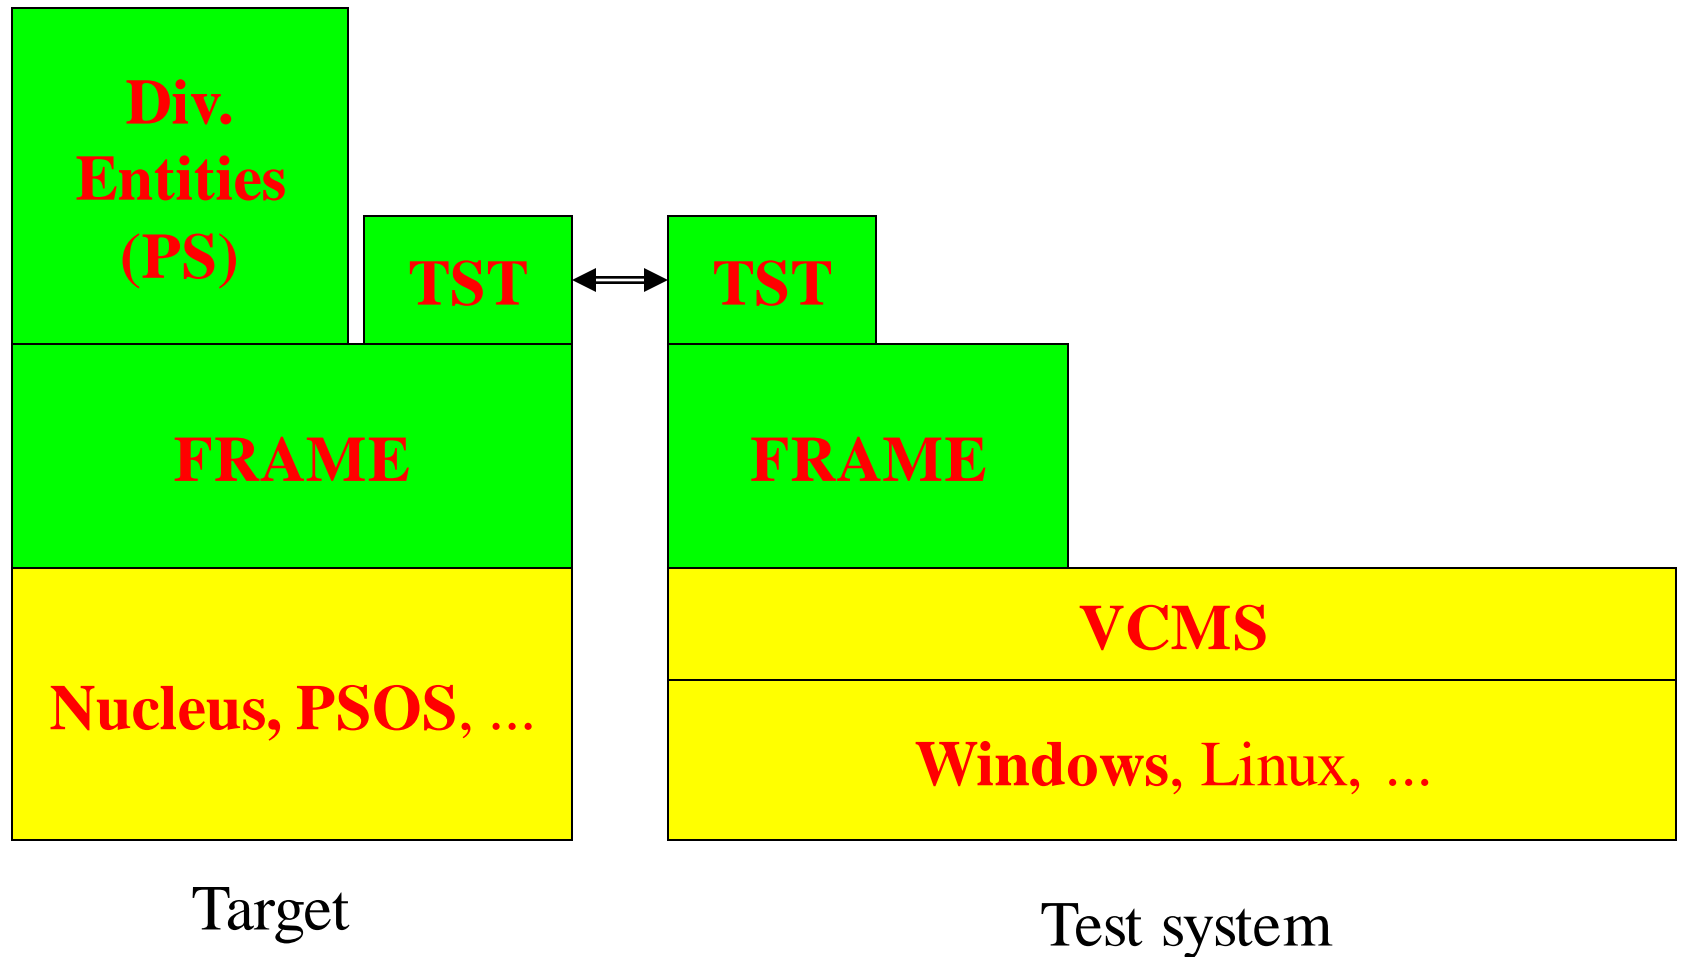 Div.
Entities
(PS)
TST
TST
FRAME
FRAME
VCMS
Nucleus, PSOS, ...
Windows, Linux, ...
Target
Test system